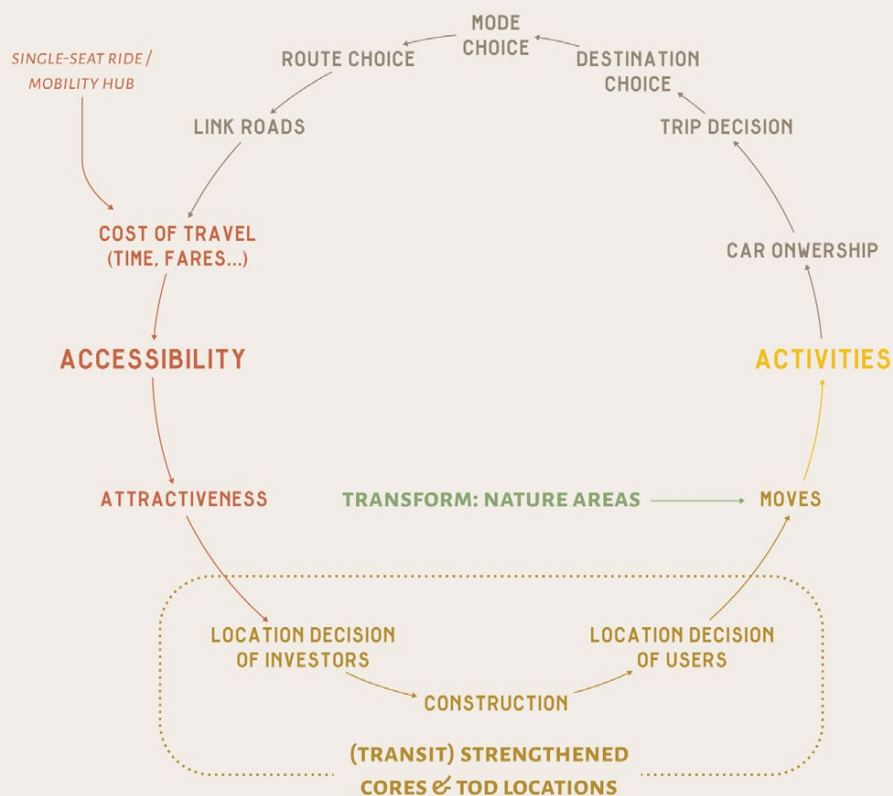 MODE
CHOICE
SINGLE-SEAT RIDE /
MOBILITY HUB
ROUTE CHOICE
DESTINATION
CHOICE
LINK ROADS
TRIP DECISION
COST OF TRAVEL
(TIME, FARES...)
CAR ONWERSHIP
ACCESSIBILITY
ACTIVITIES
ATTRACTIVENESS
TRANSFORM: NATURE AREAS
MOVES
LOCATION DECISION
OF INVESTORS
LOCATION DECISION
OF USERS
CONSTRUCTION
(TRANSIT) STRENGTHENED
CORES & TOD LOCATIONS